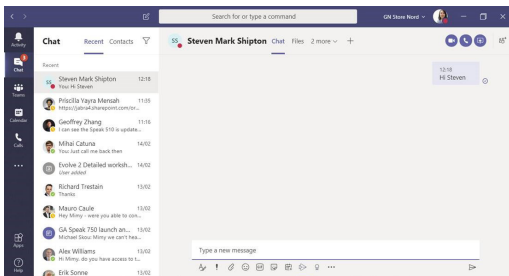 Search for or type a command
GN Store Nord
Activity
Chat
Teams
Calendar
Calls
Apps
Help
Chat
Recent Contacts
Recent
SS Steven Mark Shipton 12:18
You: Hi Steven
Priscilla Yayra Mensah 11:35
https://jabra4.sharepoint.com/or...
Geoffrey Zhang 11:16
I can see the Speak 510 is update...
Mihai Catuna 14/02
You: Just call me back then
Evolve 2 Detailed worksh... 14/02
User added
Richard Trestain 13/02
Thanks
Mauro Caule 13/02
Hey Mimy - were you able to con...
GA Speak 750 launch an... 13/02
Michael Skou: Mimy we can't hea...
Alex Williams 13/02
Hi Mimy, do you have access to t...
Erik Sonne 13/02
SS Steven Mark Shipton Chat Files 2 more
12:18
Hi Steven
Type a new message
GIF